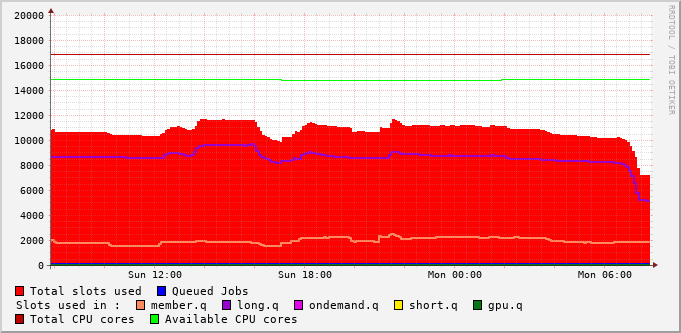 RRDTOOL / TOBI OETIKER
20000
18000
16000
14000
12000
10000
8000
6000
4000
2000
0
Sun 12:00 Sun 18:00 Mon 00:00 Mon 06:00
Total slots used Queued Jobs
Slots used in : member.q long.q ondemand.q short.q gpu.q
Total CPU cores Available CPU cores